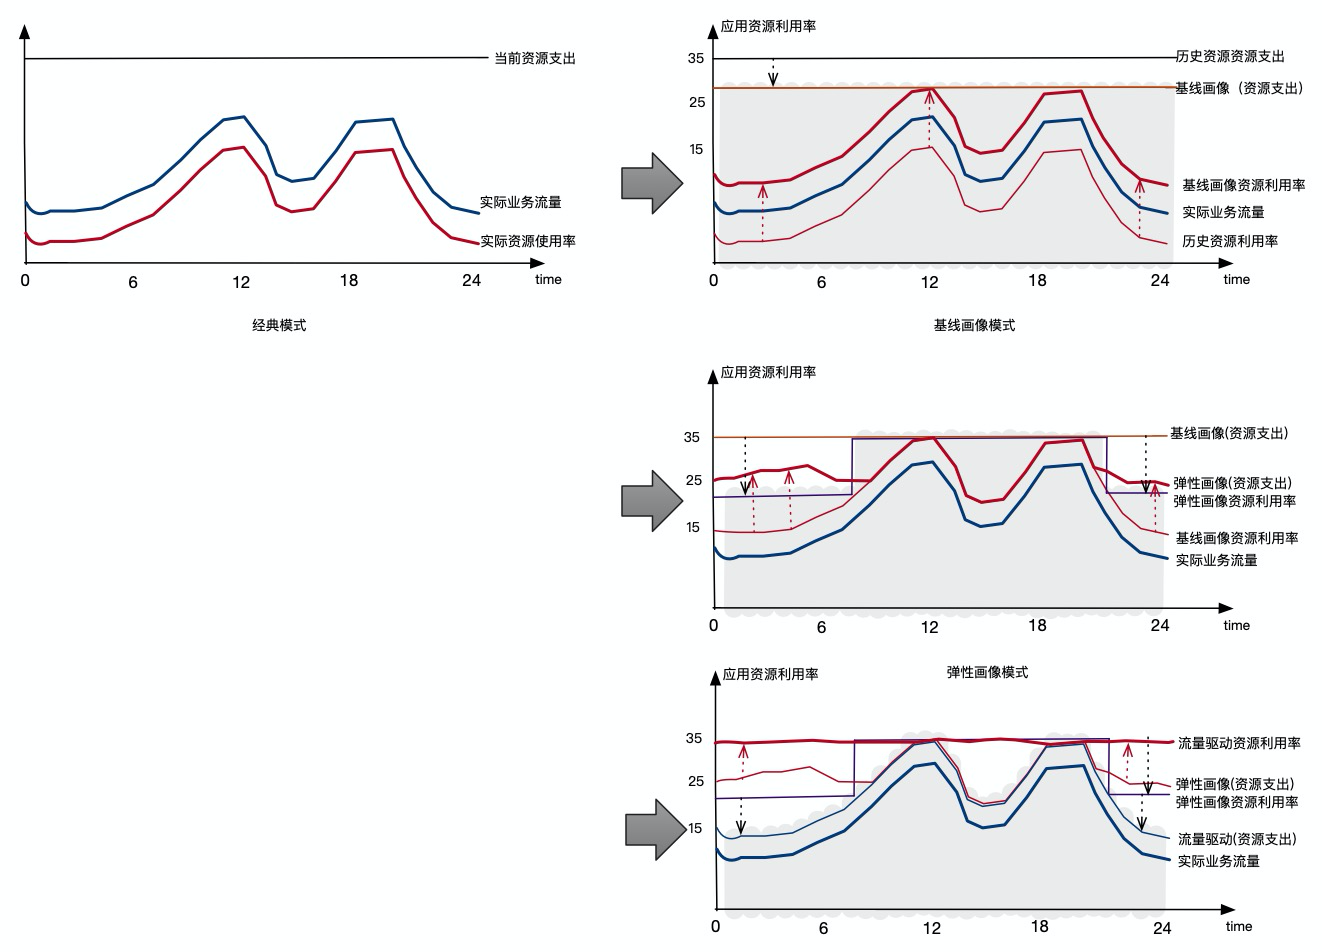 当前资源支出
实际业务流量
实际资源使用率
0 6 12 18 24 time
经典模式
应用资源利用率
35
25
15
历史资源资源支出
基线画像（资源支出）
基线画像资源利用率
实际业务流量
历史资源利用率
0 6 12 18 24 time
基线画像模式
应用资源利用率
35
25
15
基线画像(资源支出)
弹性画像(资源支出)
弹性画像资源利用率
基线画像资源利用率
实际业务流量
0 6 12 18 24 time
弹性画像模式
应用资源利用率
35
25
15
流量驱动资源利用率
弹性画像(资源支出)
弹性画像资源利用率
流量驱动(资源支出)
实际业务流量
0 6 12 18 24 time